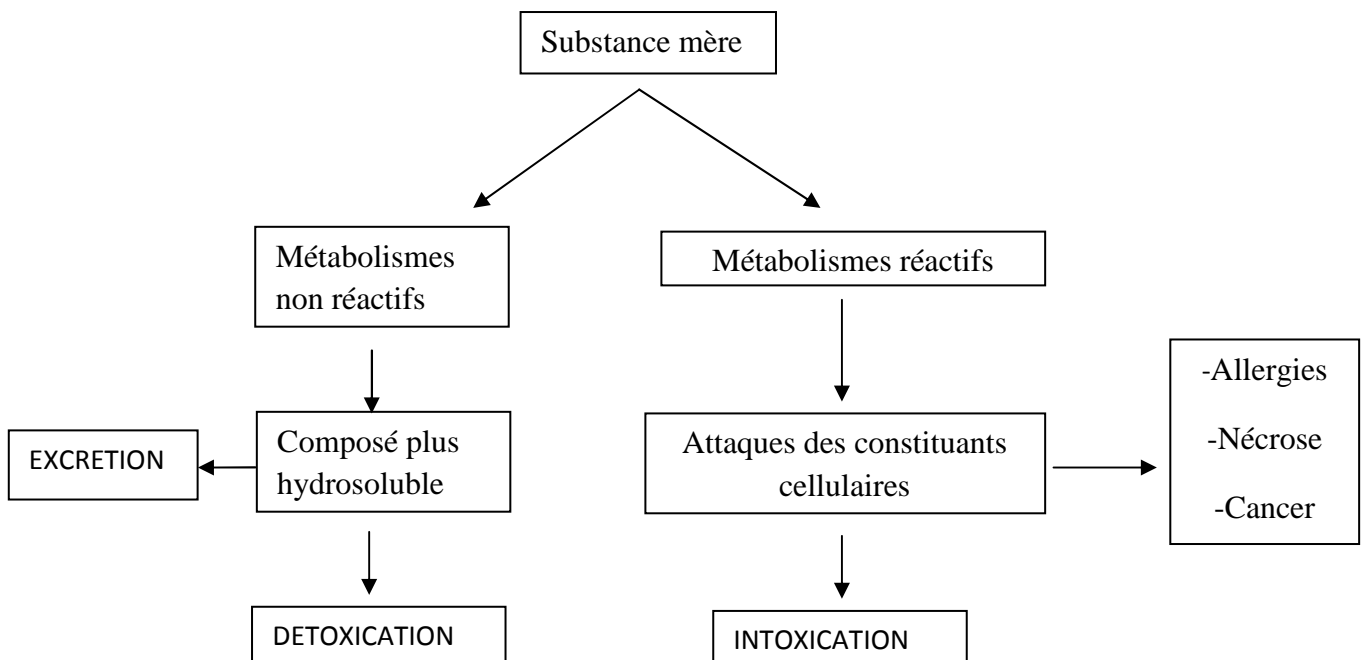 Substance mère
Métabolismes
non réactifs
Métabolismes réactifs
-Allergies
-Nécrose
-Cancer
EXCRETION
Composé plus
hydrosoluble
Attaques des constituants
cellulaires
DETOXICATION
INTOXICATION